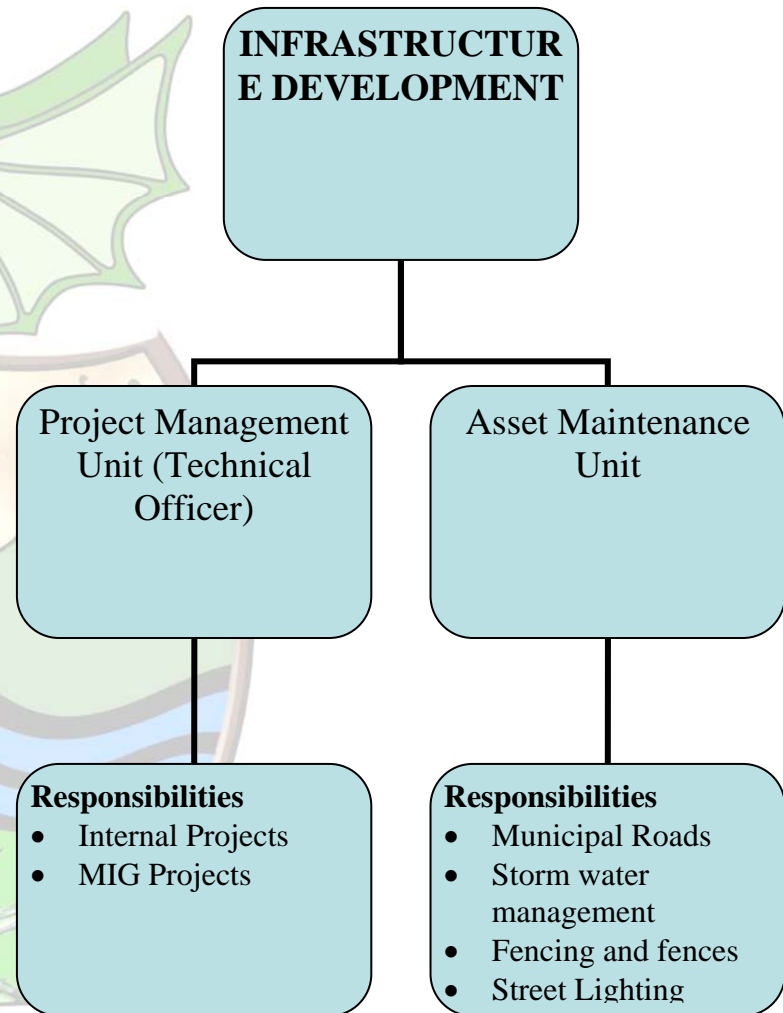 INFRASTRUCTUR
E DEVELOPMENT
Project Management
Unit (Technical
Officer)
Asset Maintenance
Unit
Responsibilities
• Internal Projects
• MIG Projects
Responsibilities
• Municipal Roads
• Storm water
management
• Fencing and fences
• Street Lighting